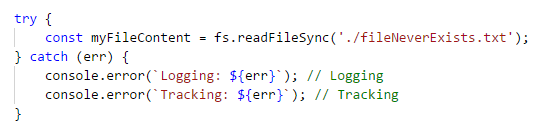 try {
    const myFileContent = fs.readFileSync('./fileNeverExists.txt');
} catch (err) {
    console.error(`Logging: ${err}`); // Logging
    console.error(`Tracking: ${err}`); // Tracking
}